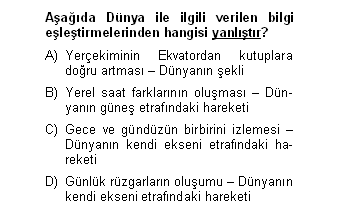 Aşağıda Dünya ile ilgili verilen bilgi
eşleştirmelerinden hangisi yanlıştır?
A) Yerçekiminin Ekvatordan kutuplara
doğru artması – Dünyanın şekli
B) Yerel saat farklarının oluşması – Dün-
yanın güneş etrafındaki hareketi
C) Gece ve gündüzün birbirini izlemesi –
Dünyanın kendi ekseni etrafındaki ha-
reketi
D) Günlük rüzgarların oluşumu – Dünyanın
kendi ekseni etrafındaki hareketi